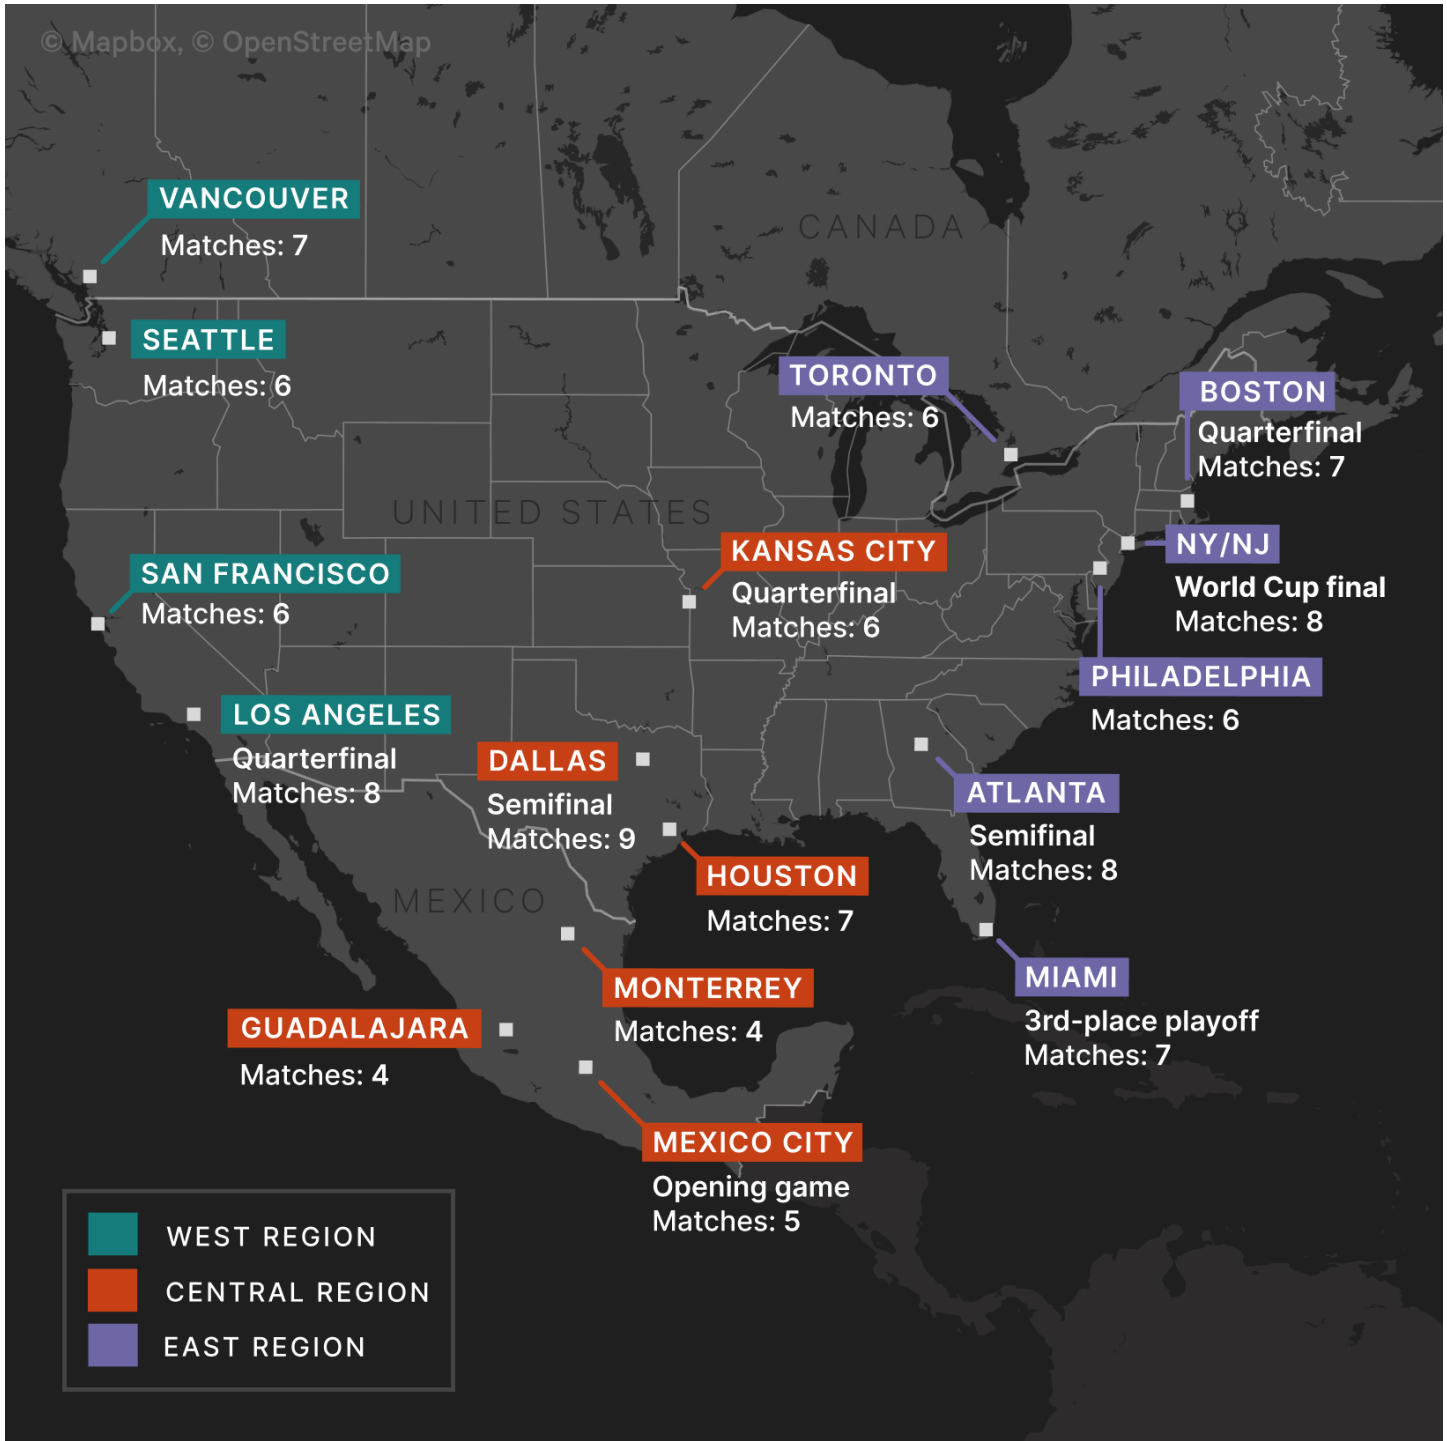 © Mapbox, © OpenStreetMap
VANCOUVER
Matches: 7
CANADA
SEATTLE
Matches: 6
TORONTO
Matches: 6
BOSTON
Quarterfinal
Matches: 7
UNITED STATES
KANSAS CITY
Quarterfinal
Matches: 6
NY/NJ
World Cup final
Matches: 8
SAN FRANCISCO
Matches: 6
PHILADELPHIA
Matches: 6
LOS ANGELES
Quarterfinal
Matches: 8
DALLAS
Semifinal
Matches: 9
ATLANTA
Semifinal
Matches: 8
HOUSTON
Matches: 7
MEXICO
MONTERREY
Matches: 4
MIAMI
3rd-place playoff
Matches: 7
GUADALAJARA
Matches: 4
MEXICO CITY
Opening game
Matches: 5
WEST REGION
CENTRAL REGION
EAST REGION